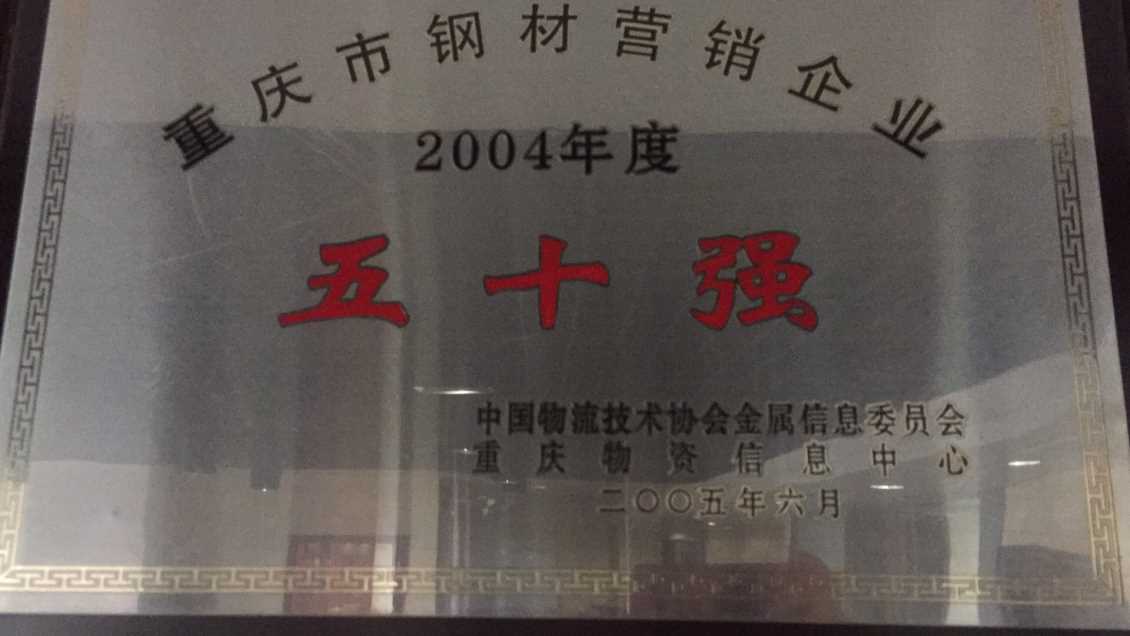 重庆市钢材营销企业
2004年度
五十强
中国物流技术协会金属信息委员会
重庆物资信息中心
二〇〇五年六月